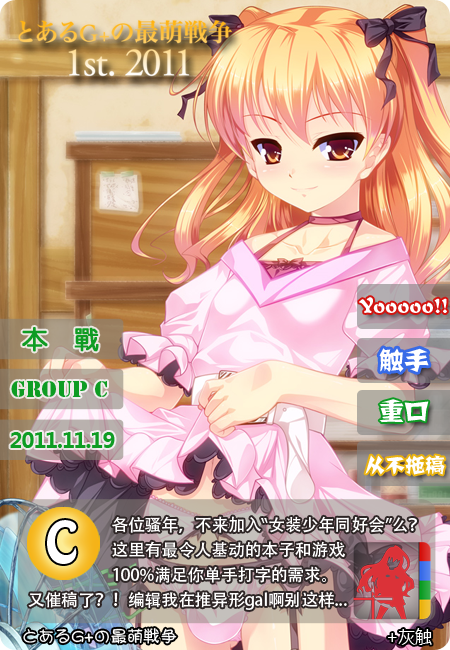 とあるG+の最萌戦争
1st. 2011
本 戰
GROUP C
2011.11.19
Yooooo!!
触手
重口
从不拖稿
C
各位骚年，不来加入“女装少年同好会”么？
这里有最令人基动的本子和游戏
100%满足你单手打字的需求。
又催稿了？！编辑我在推异形gal啊别这样...
とあるG+の最萌戦争
+灰触